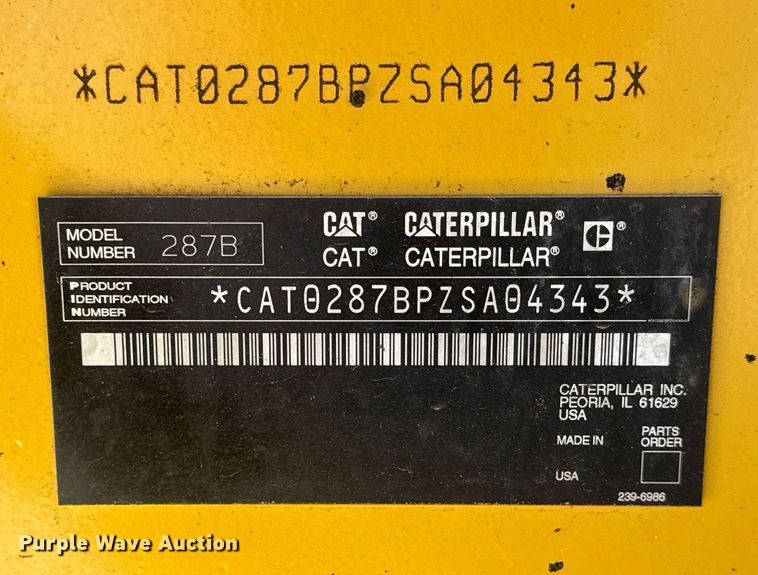 *CAT0287BPZSA04343*
MODEL NUMBER 287B
CAT® CATERPILLAR® ®
CAT® CATERPILLAR®
PRODUCT IDENTIFICATION NUMBER *CAT0287BPZSA04343*
CATERPILLAR INC.
PEORIA, IL 61629
USA
MADE IN
USA
PARTS
ORDER
239-6986
Purple Wave Auction